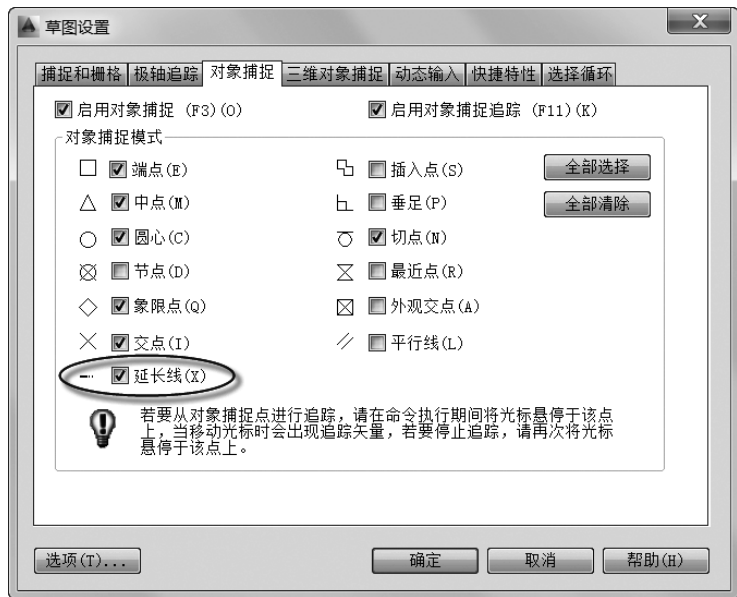 草图设置
捕捉和栅格 极轴追踪 对象捕捉 三维对象捕捉 动态输入 快捷特性 选择循环
启用对象捕捉 (F3)(O) 启用对象捕捉追踪 (F11)(K)
对象捕捉模式
端点(E) 插入点(S) 全部选择
中点(M) 垂足(P) 全部清除
圆心(C) 切点(N)
节点(D) 最近点(R)
象限点(Q) 外观交点(A)
交点(I) 平行线(L)
延长线(X)
若要从对象捕捉点进行追踪，请在命令执行期间将光标悬停于该点
上，当移动光标时会出现追踪矢量，若要停止追踪，请再次将光标
悬停于该点上。
选项(T)... 确定 取消 帮助(H)